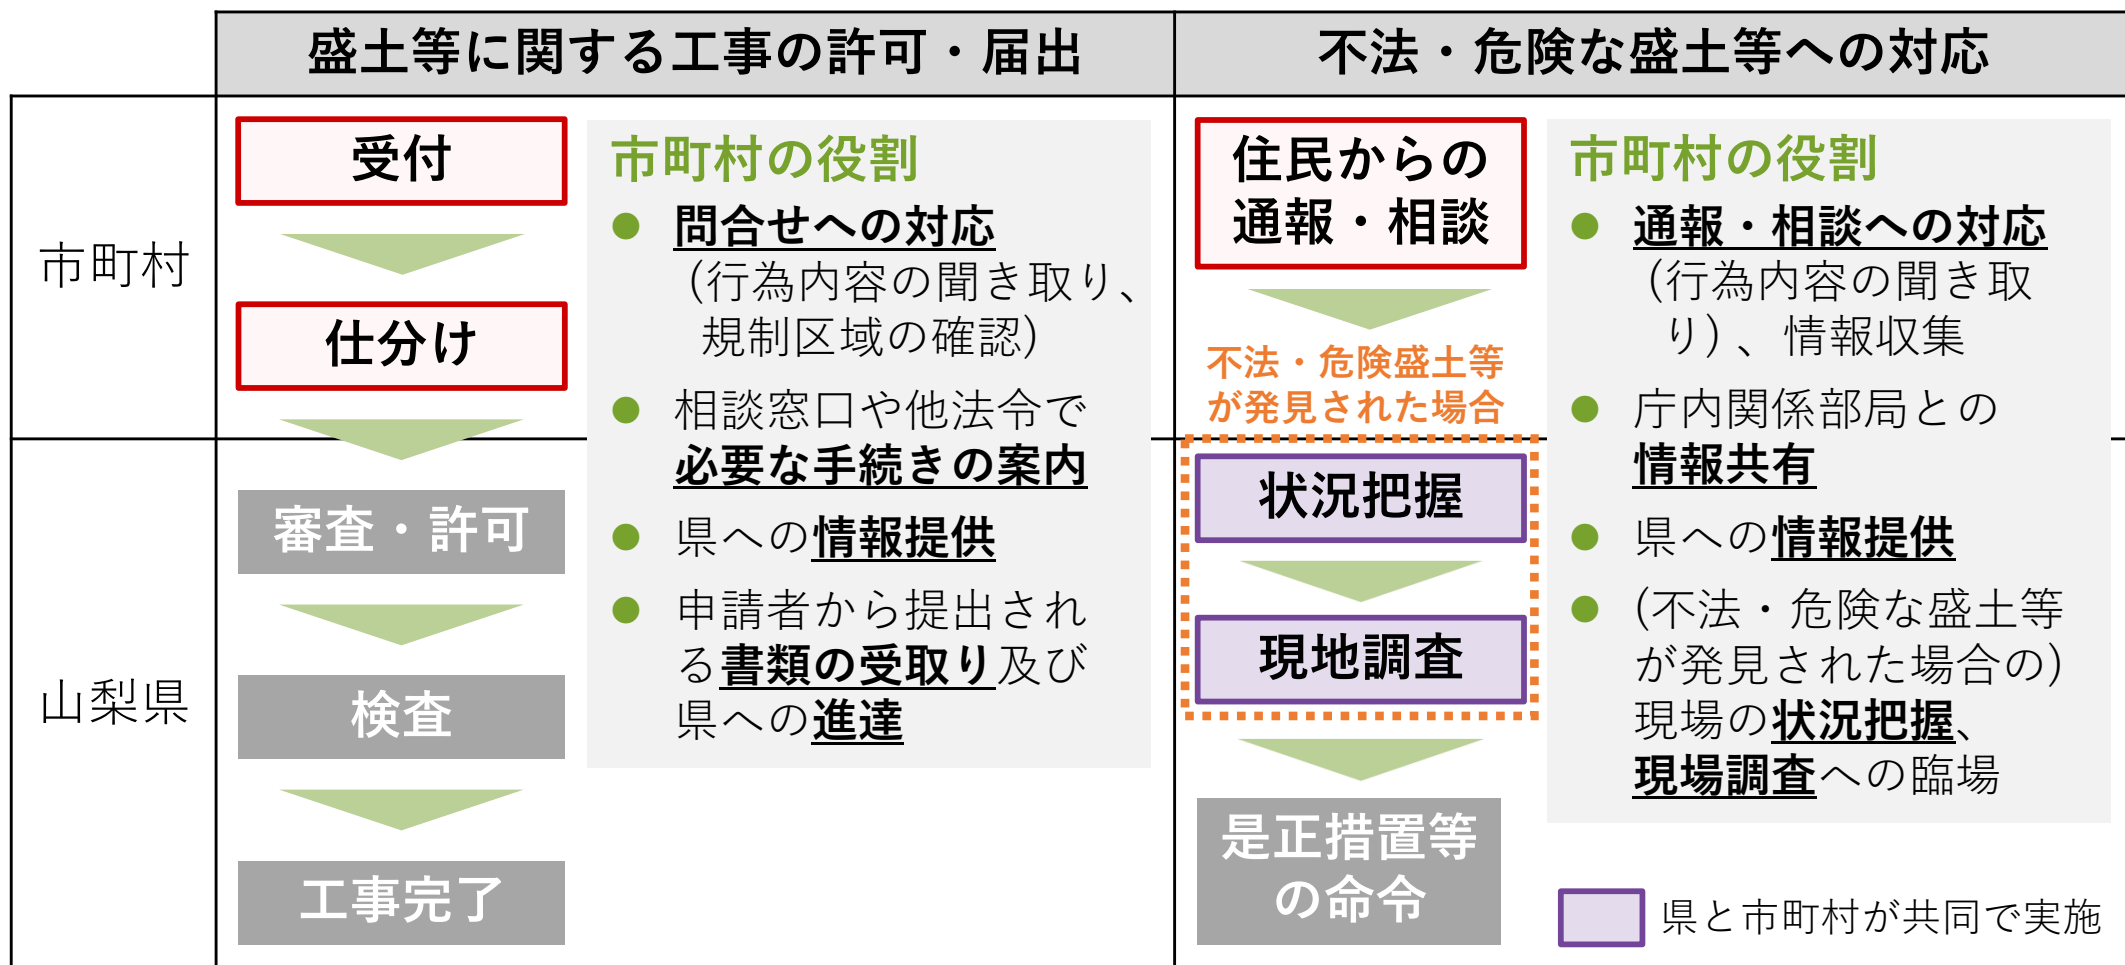 盛土等に関する工事の許可・届出
不法・危険な盛土等への対応
市町村
受付
仕分け
市町村の役割
● 問合せへの対応
（行為内容の聞き取り、
規制区域の確認）
● 相談窓口や他法令で
必要な手続きの案内
● 県への情報提供
● 申請者から提出され
る書類の受取り及び
県への進達
住民からの
通報・相談
不法・危険盛土等
が発見された場合
市町村の役割
● 通報・相談への対応
（行為内容の聞き取
り）、情報収集
● 庁内関係部局との
情報共有
● 県への情報提供
● （不法・危険な盛土等
が発見された場合の）
現場の状況把握、
現場調査への臨場
山梨県
審査・許可
検査
工事完了
状況把握
現地調査
是正措置等
の命令
県と市町村が共同で実施